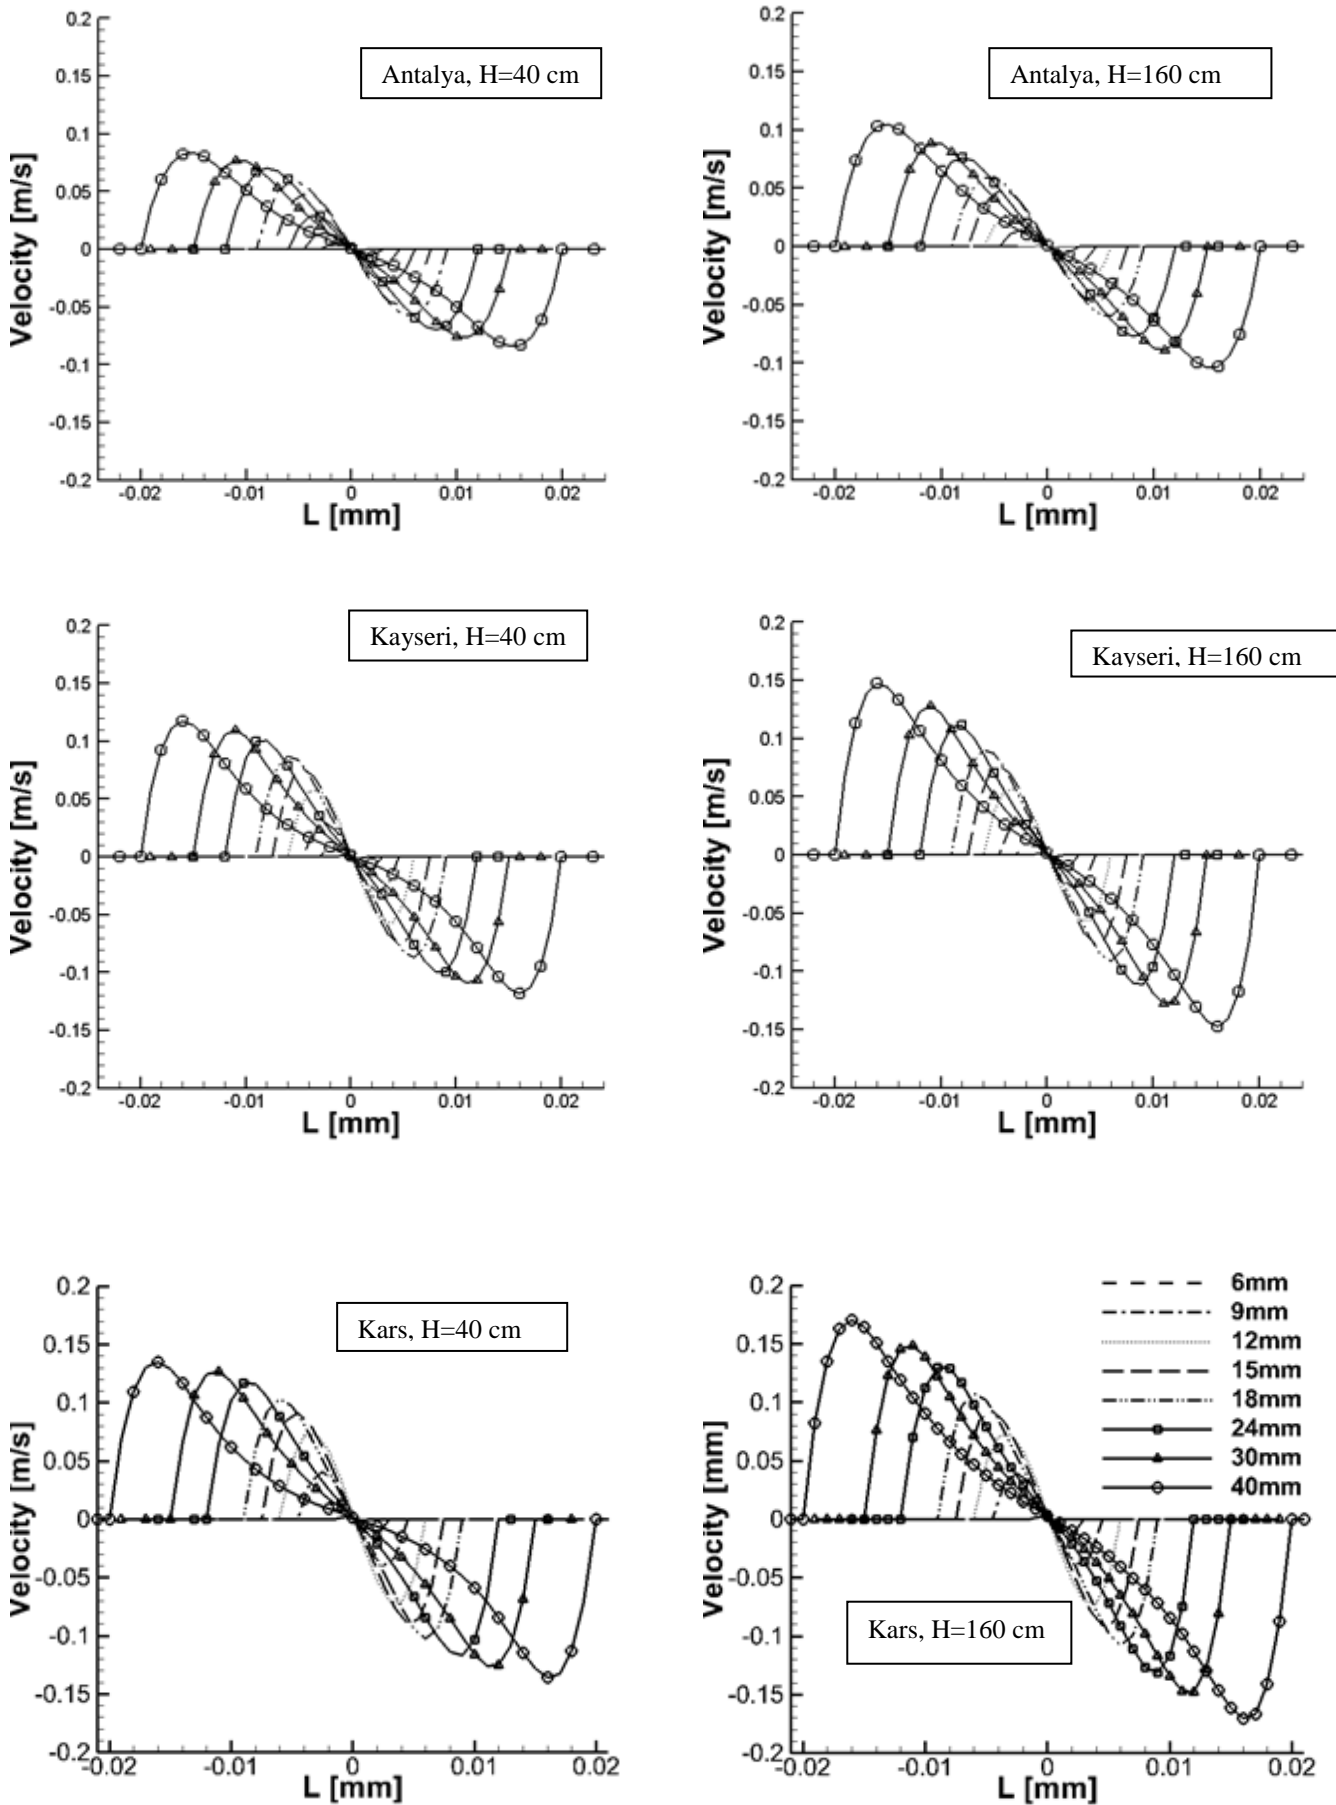 0.2
0.15
0.1
0.05
0
-0.05
-0.1
-0.15
-0.2
Velocity [m/s]
Antalya, H=40 cm
-0.02 -0.01 0 0.01 0.02
L [mm]
0.2
0.15
0.1
0.05
0
-0.05
-0.1
-0.15
-0.2
Velocity [m/s]
Antalya, H=160 cm
-0.02 -0.01 0 0.01 0.02
L [mm]
0.2
0.15
0.1
0.05
0
-0.05
-0.1
-0.15
-0.2
Velocity [m/s]
Kayseri, H=40 cm
-0.02 -0.01 0 0.01 0.02
L [mm]
0.2
0.15
0.1
0.05
0
-0.05
-0.1
-0.15
-0.2
Velocity [m/s]
Kayseri, H=160 cm
-0.02 -0.01 0 0.01 0.02
L [mm]
0.2
0.15
0.1
0.05
0
-0.05
-0.1
-0.15
-0.2
Velocity [m/s]
Kars, H=40 cm
-0.02 -0.01 0 0.01 0.02
L [mm]
0.2
0.15
0.1
0.05
0
-0.05
-0.1
-0.15
-0.2
Velocity [mm]
6mm
9mm
12mm
15mm
18mm
24mm
30mm
40mm
Kars, H=160 cm
-0.02 -0.01 0 0.01 0.02
L [mm]